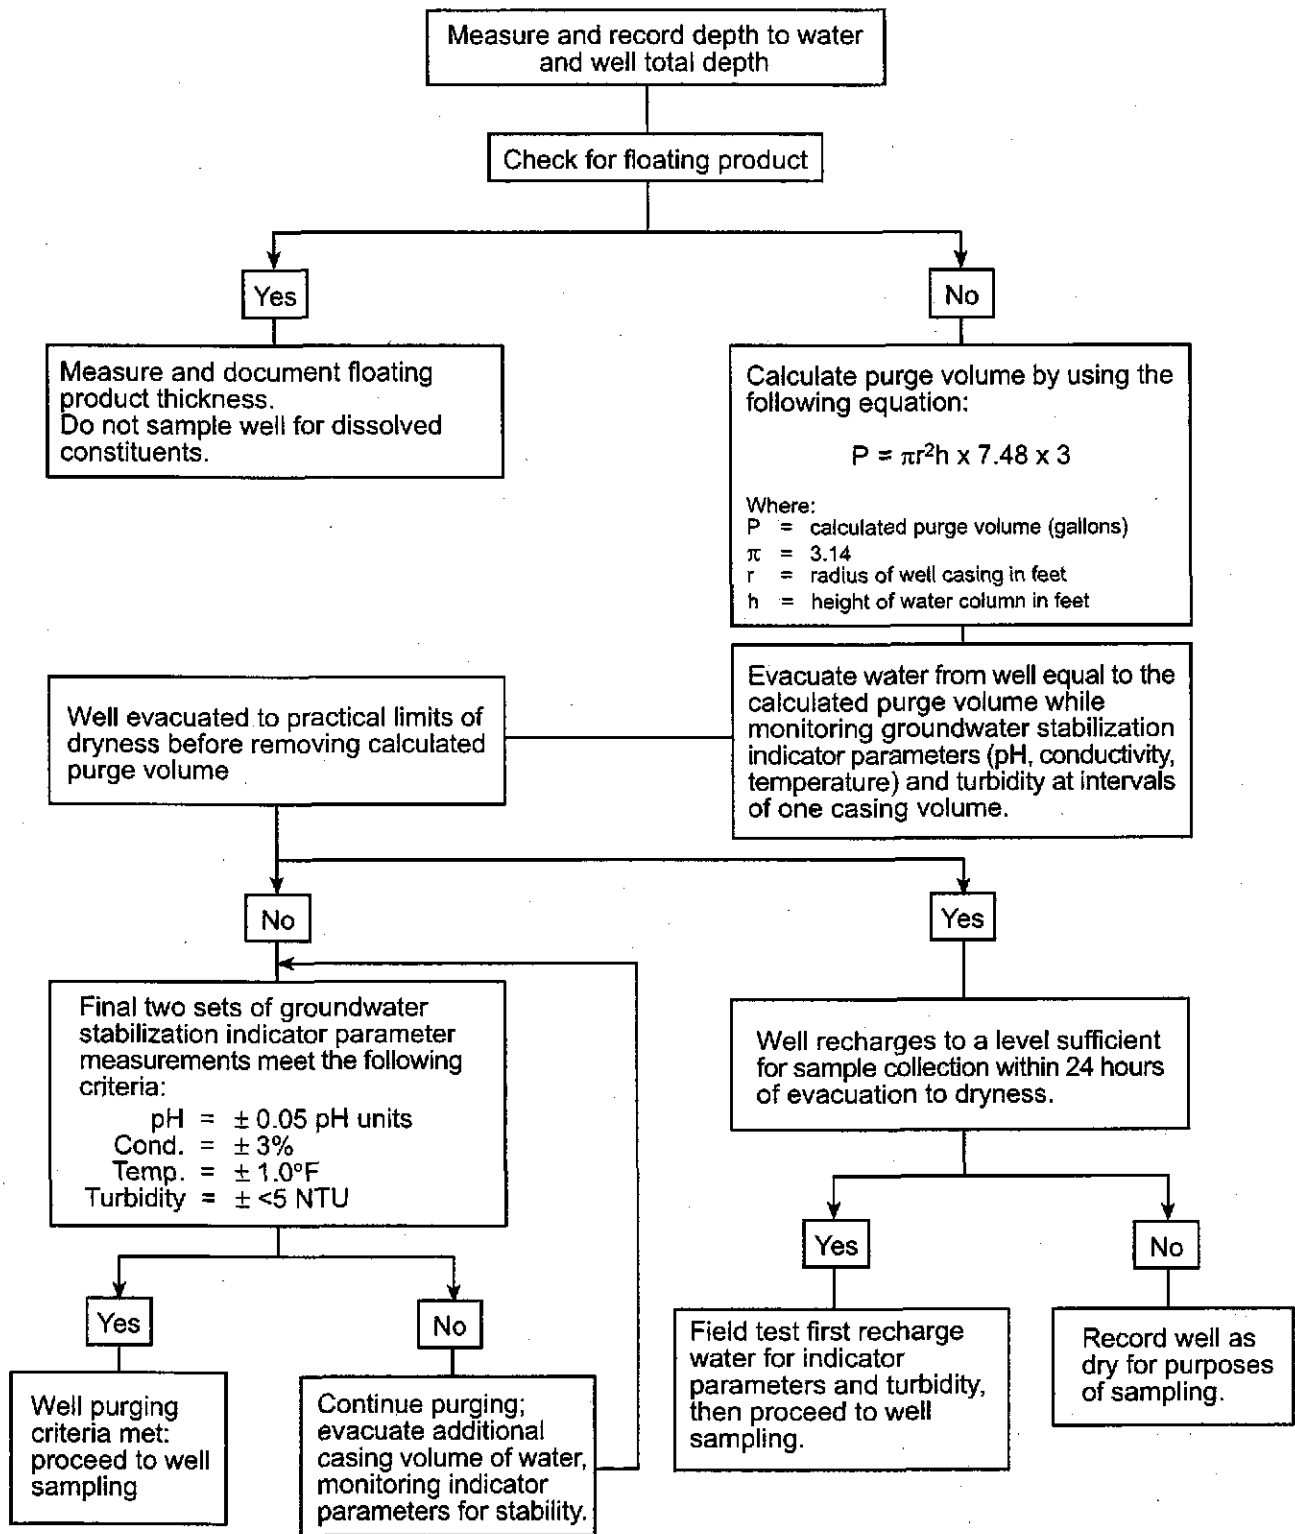 Measure and record depth to water
and well total depth
Check for floating product
Yes
No
Measure and document floating
product thickness.
Do not sample well for dissolved
constituents.
Calculate purge volume by using the
following equation:
P = πr²h x 7.48 x 3
Where:
P = calculated purge volume (gallons)
π = 3.14
r = radius of well casing in feet
h = height of water column in feet
Evacuate water from well equal to the
calculated purge volume while
monitoring groundwater stabilization
indicator parameters (pH, conductivity,
temperature) and turbidity at intervals
of one casing volume.
Well evacuated to practical limits of
dryness before removing calculated
purge volume
No
Yes
Final two sets of groundwater
stabilization indicator parameter
measurements meet the following
criteria:
pH = ± 0.05 pH units
Cond. = ± 3%
Temp. = ± 1.0°F
Turbidity = ± <5 NTU
Well recharges to a level sufficient
for sample collection within 24 hours
of evacuation to dryness.
Yes
No
Yes
No
Well purging
criteria met:
proceed to well
sampling
Continue purging;
evacuate additional
casing volume of water,
monitoring indicator
parameters for stability.
Field test first recharge
water for indicator
parameters and turbidity,
then proceed to well
sampling.
Record well as
dry for purposes
of sampling.